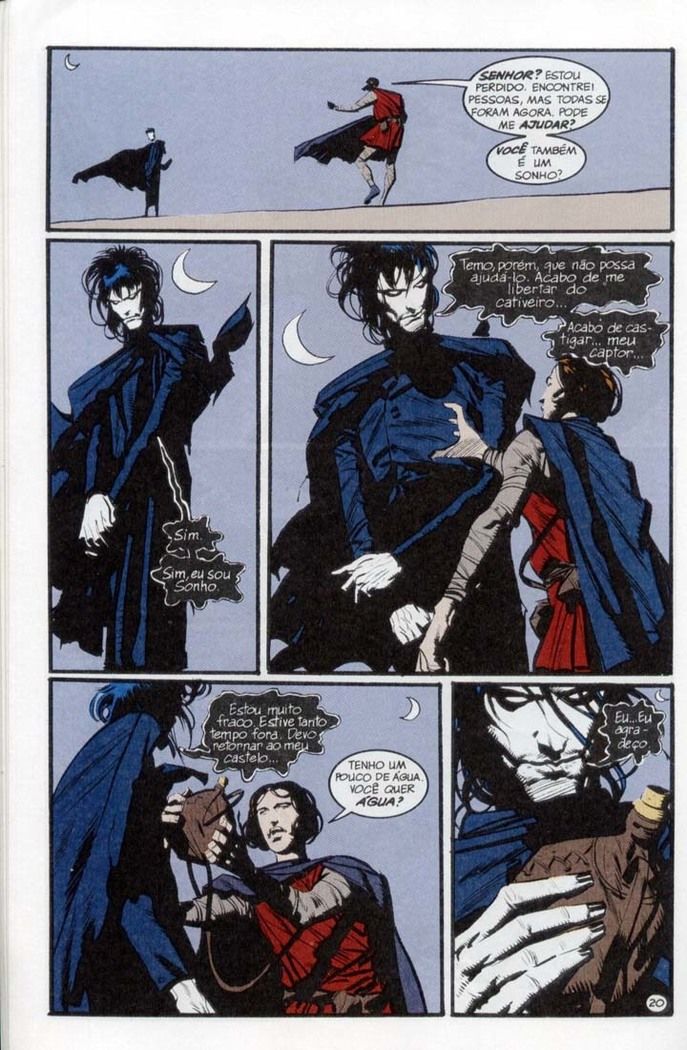 SENHOR? ESTOU
PERDIDO. ENCONTREI
PESSOAS, MAS TODAS SE
FORAM AGORA. PODE
ME AJUDAR?
VOCÊ TAMBÉM
É UM
SONHO?
Sim.
Sim, eu sou
Sonho.
Temo, porém, que não possa
ajudá-lo. Acabo de me
libertar do
cativeiro...
Acabo de cas-
tigar... meu
captor...
Estou muito
fraco. Estive tanto
tempo fora. Devo
retornar ao meu
castelo...
TENHO UM
POUCO DE ÁGUA.
VOCÊ QUER
ÁGUA?
Eu...Eu
agra-
deço
20